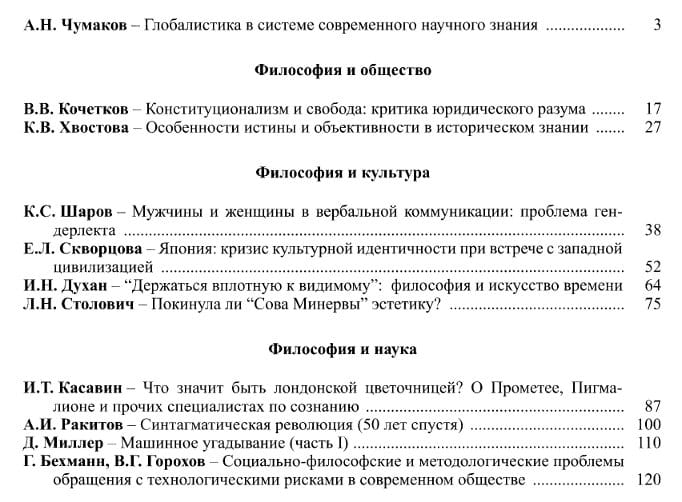 А.Н. Чумаков – Глобалистика в системе современного научного знания .................... 3
Философия и общество
В.В. Кочетков – Конституционализм и свобода: критика юридического разума ........ 17
К.В. Хвостова – Особенности истины и объективности в историческом знании ....... 27
Философия и культура
К.С. Шаров – Мужчины и женщины в вербальной коммуникации: проблема ген-
дерлекта ........................................................................ 38
Е.Л. Скворцова – Япония: кризис культурной идентичности при встрече с западной
цивилизацией ........................................................................ 52
И.Н. Духан – “Держаться вплотную к видимому”: философия и искусство времени 64
Л.Н. Столович – Покинула ли “Сова Минервы” эстетику? ........................................ 75
Философия и наука
И.Т. Касавин – Что значит быть лондонской цветочницей? О Прометее, Пигма-
лионе и прочих специалистах по сознанию ........................................ 87
А.И. Ракитов – Синтагматическая революция (50 лет спустя) ........................................ 100
Д. Миллер – Машинное угадывание (часть I) ........................................ 110
Г. Бехманн, В.Г. Горохов – Социально-философские и методологические проблемы
обращения с технологическими рисками в современном обществе .................... 120